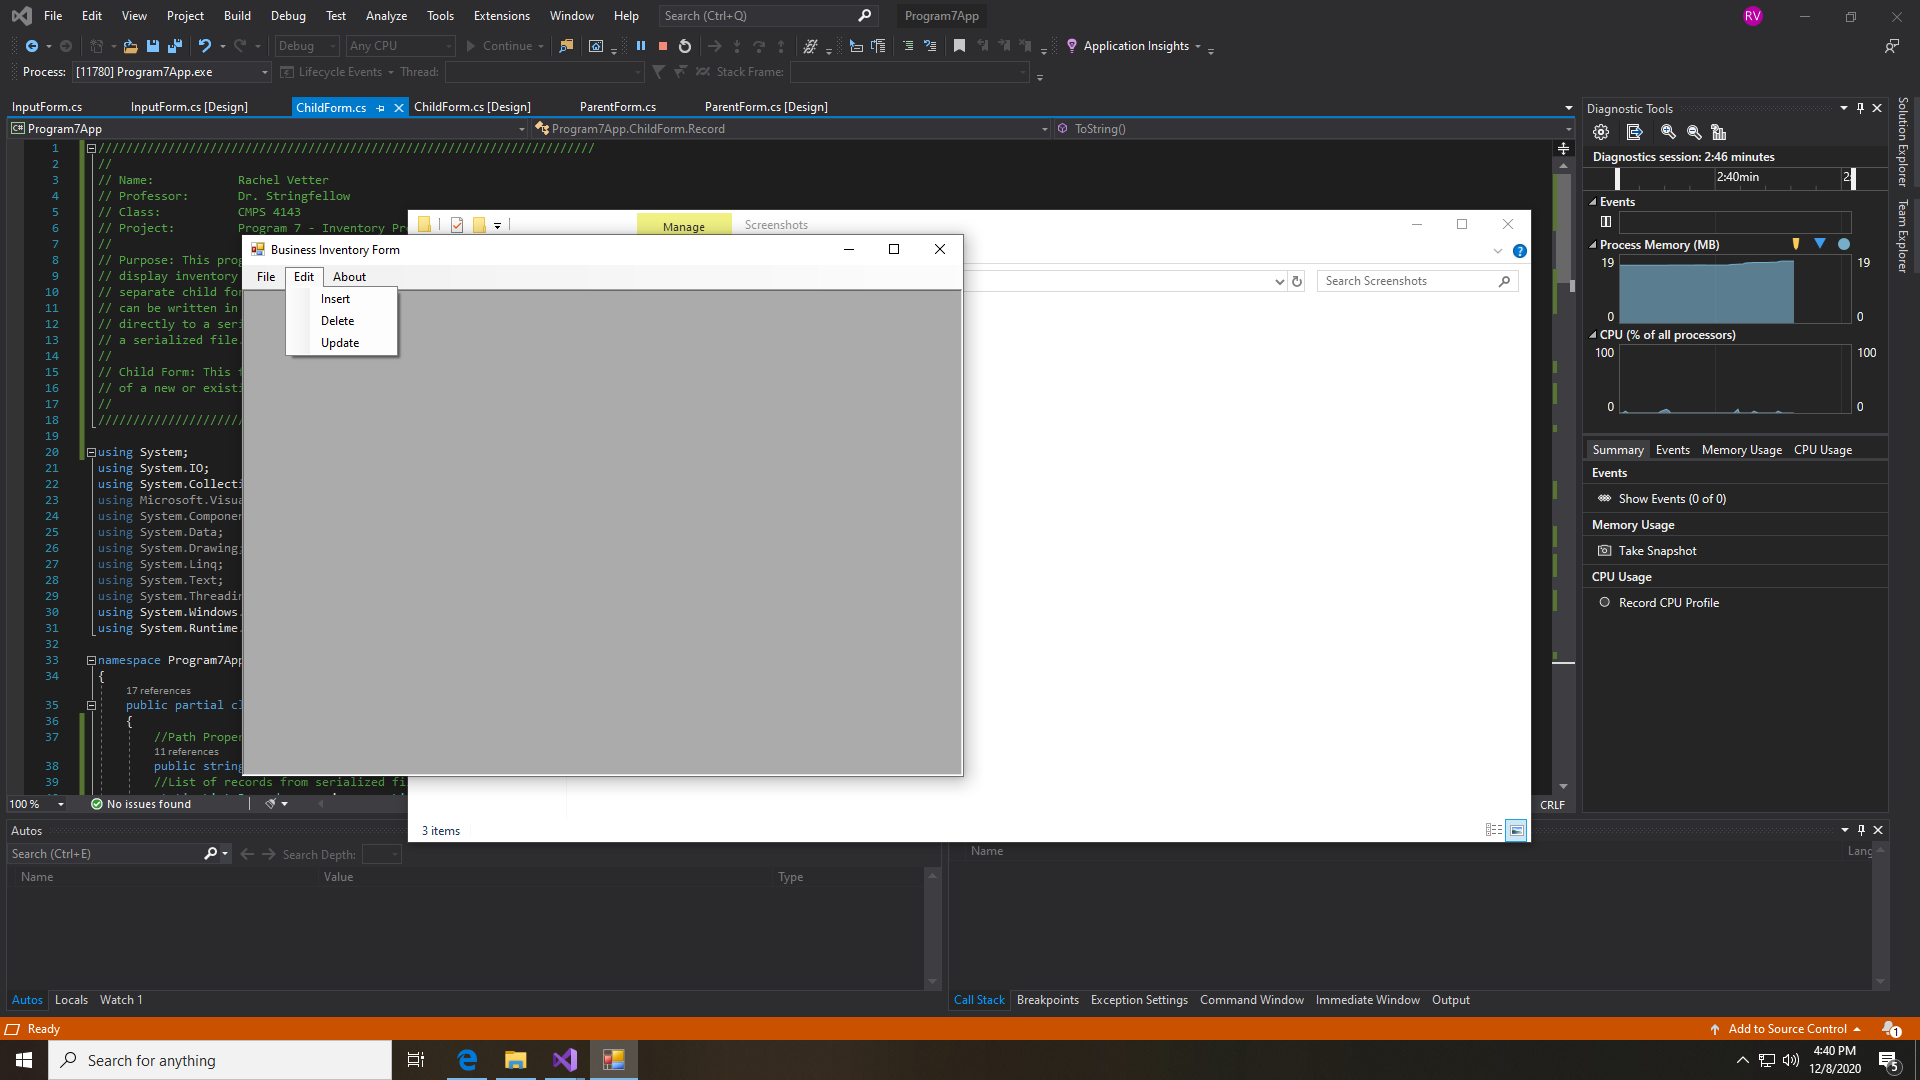 File Edit View Project Build Debug Test Analyze Tools Extensions Window Help Search (Ctrl+Q) Program7App RV
Debug Any CPU Continue Application Insights
Process: [11780] Program7App.exe Lifecycle Events Thread: Stack Frame:
InputForm.cs InputForm.cs [Design] ChildForm.cs ChildForm.cs [Design] ParentForm.cs ParentForm.cs [Design]
C# Program7App Program7App.ChildForm.Record ToString()
1 ///////////////////////////////////////////////////////////////////////
2 //
3 // Name: Rachel Vetter
4 // Professor: Dr. Stringfellow
5 // Class: CMPS 4143
6 // Project: Program 7 - Inventory Pr
7 //
8 // Purpose: This pro
9 // display inventory
10 // separate child fo
11 // can be written in
12 // directly to a ser
13 // a serialized file.
14 //
15 // Child Form: This f
16 // of a new or existi
17 //
18 /////////////////////
19
20 using System;
21 using System.IO;
22 using System.Collecti
23 using Microsoft.Visua
24 using System.Componen
25 using System.Data;
26 using System.Drawing;
27 using System.Linq;
28 using System.Text;
29 using System.Threadin
30 using System.Windows.
31 using System.Runtime.
32
33 namespace Program7App
34 {
17 references
35 public partial cl
36 {
37 //Path Proper
11 references
38 public string
39 //List of records from serialized fi
100 % No issues found CRLF
Manage Screenshots
Search Screenshots
3 items
Business Inventory Form
File Edit About
Insert
Delete
Update
Diagnostic Tools
Diagnostics session: 2:46 minutes
2:40min
Events
Process Memory (MB)
19 19
0 0
CPU (% of all processors)
100 100
0 0
Summary Events Memory Usage CPU Usage
Events
Show Events (0 of 0)
Memory Usage
Take Snapshot
CPU Usage
Record CPU Profile
Solution Explorer
Team Explorer
Autos
Search (Ctrl+E) Search Depth:
Name Value Type
Autos Locals Watch 1
Name Lang
Call Stack Breakpoints Exception Settings Command Window Immediate Window Output
Ready Add to Source Control 1
Search for anything
4:40 PM
12/8/2020
5